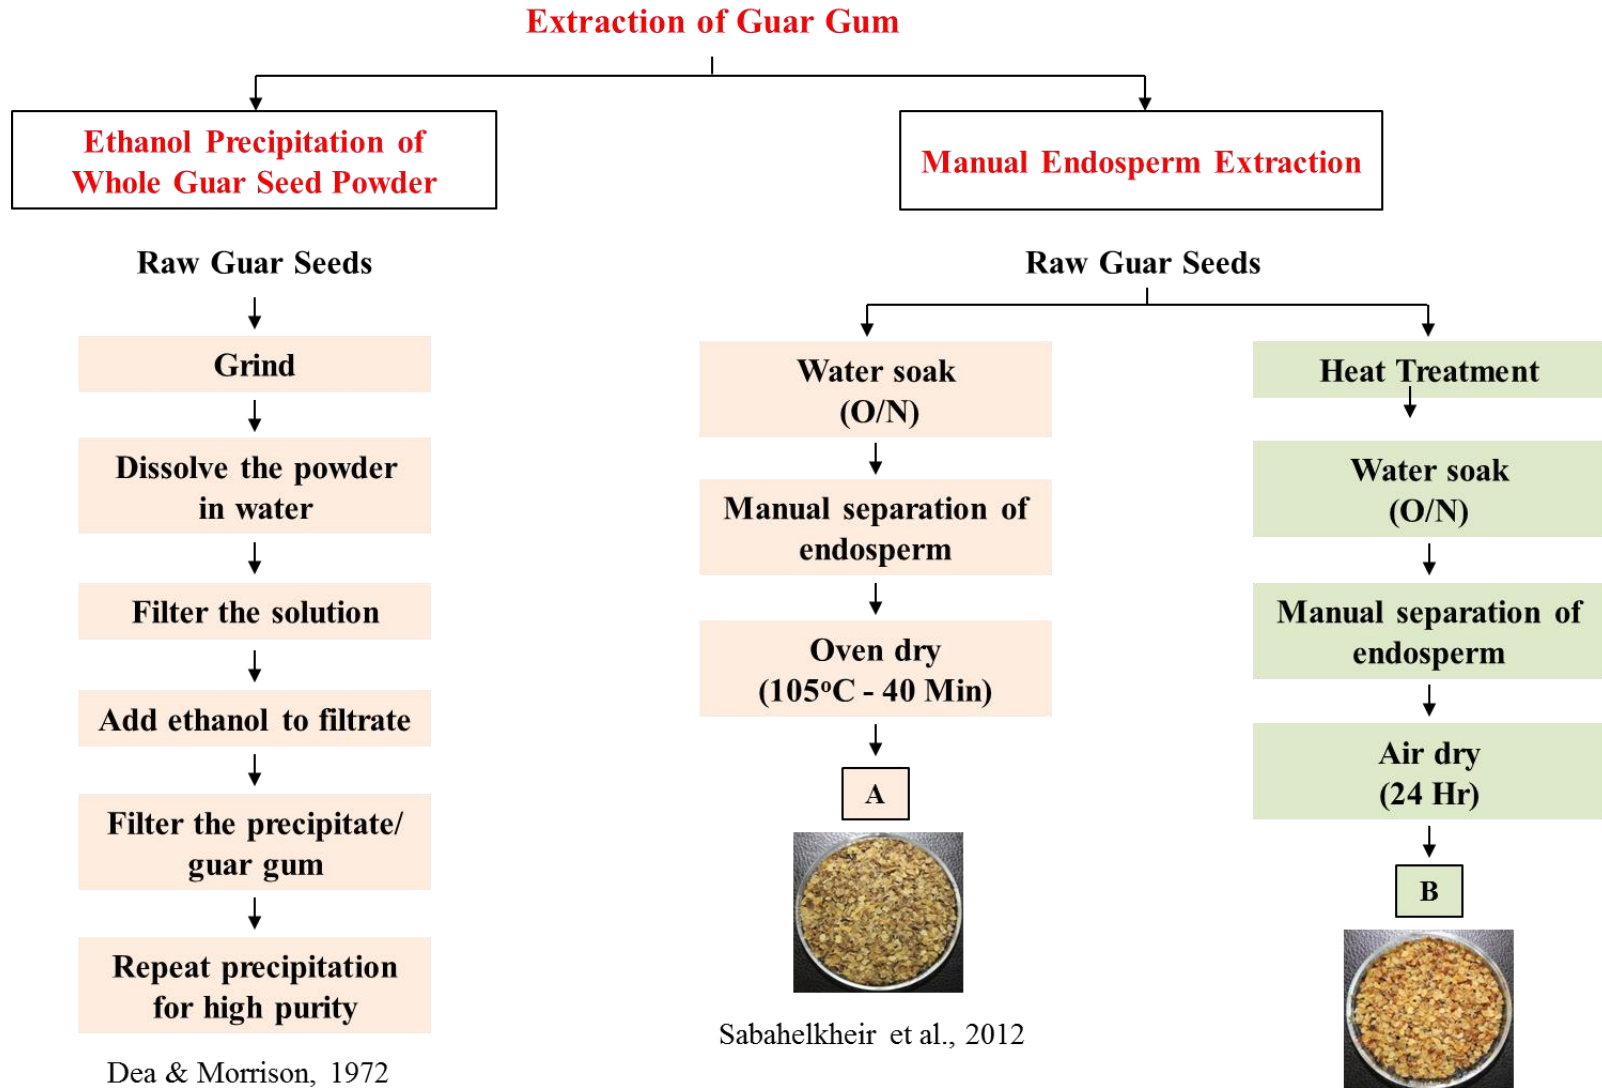 Extraction of Guar Gum
Ethanol Precipitation of
Whole Guar Seed Powder
Raw Guar Seeds
Grind
Dissolve the powder
in water
Filter the solution
Add ethanol to filtrate
Filter the precipitate/
guar gum
Repeat precipitation
for high purity
Dea & Morrison, 1972
Manual Endosperm Extraction
Raw Guar Seeds
Water soak
(O/N)
Manual separation of
endosperm
Oven dry
(105°C - 40 Min)
A
Sabahelkheir et al., 2012
Heat Treatment
Water soak
(O/N)
Manual separation of
endosperm
Air dry
(24 Hr)
B